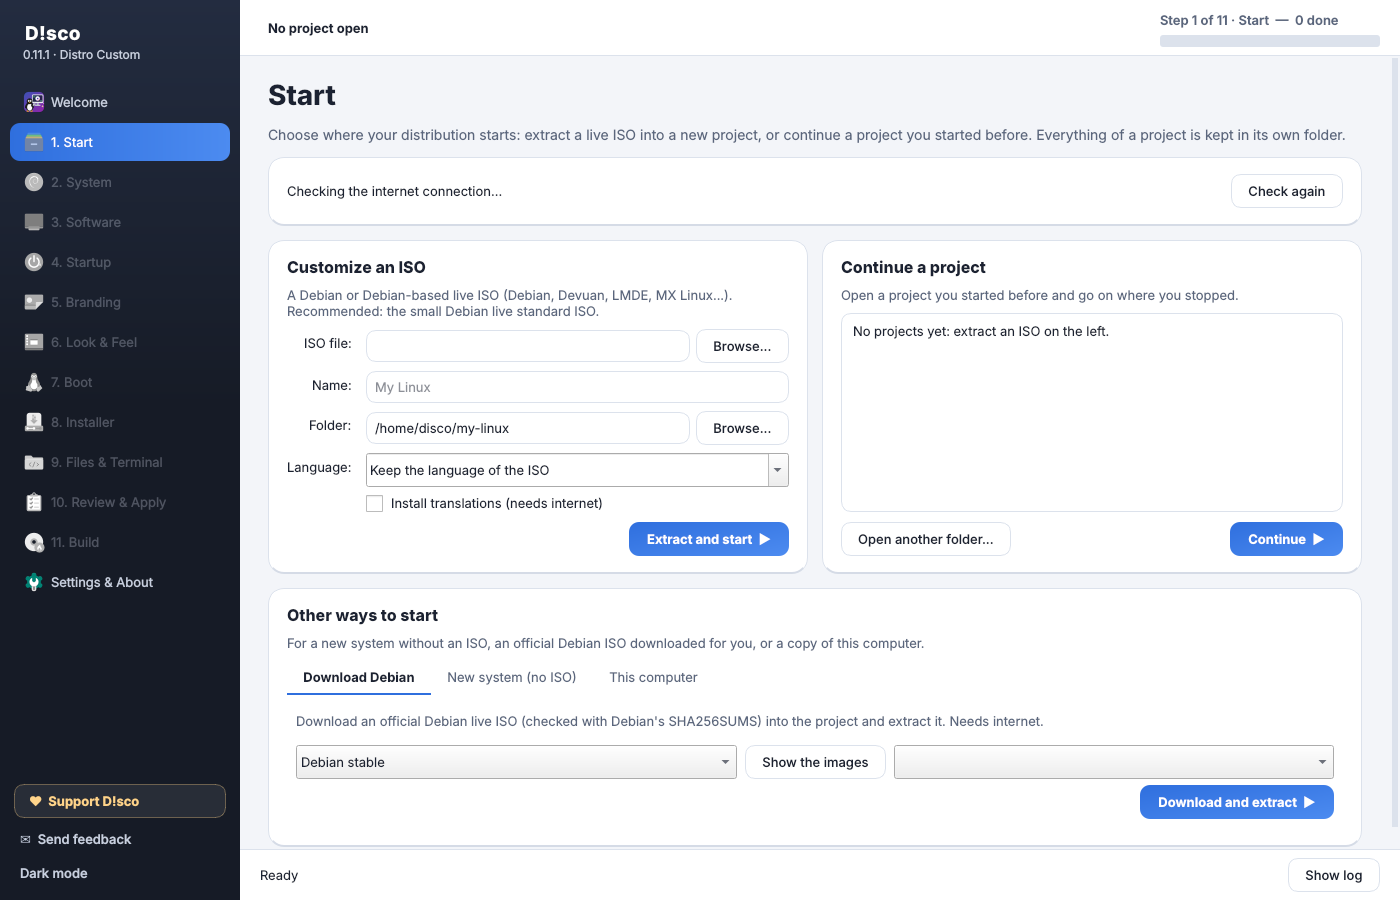 D!sco
0.11.1 · Distro Custom
Welcome
1. Start
2. System
3. Software
4. Startup
5. Branding
6. Look & Feel
7. Boot
8. Installer
9. Files & Terminal
10. Review & Apply
11. Build
Settings & About
Support D!sco
Send feedback
Dark mode
No project open
Step 1 of 11 · Start — 0 done
Start
Choose where your distribution starts: extract a live ISO into a new project, or continue a project you started before. Everything of a project is kept in its own folder.
Checking the internet connection...
Check again
Customize an ISO
A Debian or Debian-based live ISO (Debian, Devuan, LMDE, MX Linux...).
Recommended: the small Debian live standard ISO.
ISO file:
Browse...
Name:
My Linux
Folder:
/home/disco/my-linux
Browse...
Language:
Keep the language of the ISO
Install translations (needs internet)
Extract and start
Continue a project
Open a project you started before and go on where you stopped.
No projects yet: extract an ISO on the left.
Open another folder...
Continue
Other ways to start
For a new system without an ISO, an official Debian ISO downloaded for you, or a copy of this computer.
Download Debian
New system (no ISO)
This computer
Download an official Debian live ISO (checked with Debian's SHA256SUMS) into the project and extract it. Needs internet.
Debian stable
Show the images
Download and extract
Ready
Show log